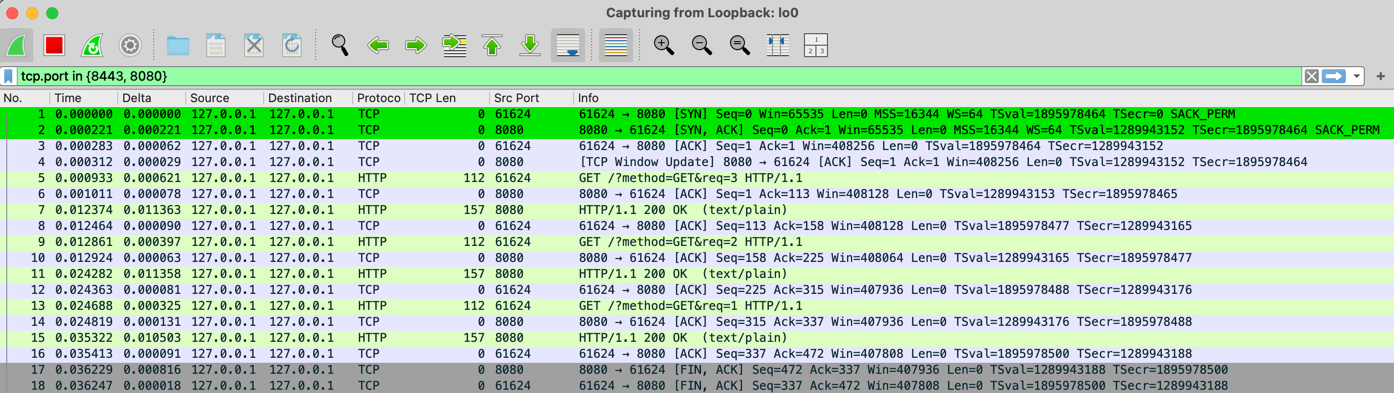 Capturing from Loopback: lo0
tcp.port in {8443, 8080}
No. Time Delta Source Destination Protoco TCP Len Src Port Info
1 0.000000 0.000000 127.0.0.1 127.0.0.1 TCP 0 61624 61624 → 8080 [SYN] Seq=0 Win=65535 Len=0 MSS=16344 WS=64 TSval=1895978464 TSecr=0 SACK_PERM
2 0.000221 0.000221 127.0.0.1 127.0.0.1 TCP 0 8080 8080 → 61624 [SYN, ACK] Seq=0 Ack=1 Win=65535 Len=0 MSS=16344 WS=64 TSval=1289943152 TSecr=1895978464 SACK_PERM
3 0.000283 0.000062 127.0.0.1 127.0.0.1 TCP 0 61624 61624 → 8080 [ACK] Seq=1 Ack=1 Win=408256 Len=0 TSval=1895978464 TSecr=1289943152
4 0.000312 0.000029 127.0.0.1 127.0.0.1 TCP 0 8080 [TCP Window Update] 8080 → 61624 [ACK] Seq=1 Ack=1 Win=408256 Len=0 TSval=1289943152 TSecr=1895978464
5 0.000933 0.000621 127.0.0.1 127.0.0.1 HTTP 112 61624 GET /?method=GET&req=3 HTTP/1.1
6 0.001011 0.000078 127.0.0.1 127.0.0.1 TCP 0 8080 8080 → 61624 [ACK] Seq=1 Ack=113 Win=408128 Len=0 TSval=1289943153 TSecr=1895978465
7 0.012374 0.011363 127.0.0.1 127.0.0.1 HTTP 157 8080 HTTP/1.1 200 OK (text/plain)
8 0.012464 0.000090 127.0.0.1 127.0.0.1 TCP 0 61624 61624 → 8080 [ACK] Seq=113 Ack=158 Win=408128 Len=0 TSval=1895978477 TSecr=1289943165
9 0.012861 0.000397 127.0.0.1 127.0.0.1 HTTP 112 61624 GET /?method=GET&req=2 HTTP/1.1
10 0.012924 0.000063 127.0.0.1 127.0.0.1 TCP 0 8080 8080 → 61624 [ACK] Seq=158 Ack=225 Win=408064 Len=0 TSval=1289943165 TSecr=1895978477
11 0.024282 0.011358 127.0.0.1 127.0.0.1 HTTP 157 8080 HTTP/1.1 200 OK (text/plain)
12 0.024363 0.000081 127.0.0.1 127.0.0.1 TCP 0 61624 61624 → 8080 [ACK] Seq=225 Ack=315 Win=407936 Len=0 TSval=1895978488 TSecr=1289943176
13 0.024688 0.000325 127.0.0.1 127.0.0.1 HTTP 112 61624 GET /?method=GET&req=1 HTTP/1.1
14 0.024819 0.000131 127.0.0.1 127.0.0.1 TCP 0 8080 8080 → 61624 [ACK] Seq=315 Ack=337 Win=407936 Len=0 TSval=1289943176 TSecr=1895978488
15 0.035322 0.010503 127.0.0.1 127.0.0.1 HTTP 157 8080 HTTP/1.1 200 OK (text/plain)
16 0.035413 0.000091 127.0.0.1 127.0.0.1 TCP 0 61624 61624 → 8080 [ACK] Seq=337 Ack=472 Win=407808 Len=0 TSval=1895978500 TSecr=1289943188
17 0.036229 0.000816 127.0.0.1 127.0.0.1 TCP 0 8080 8080 → 61624 [FIN, ACK] Seq=472 Ack=337 Win=407936 Len=0 TSval=1289943188 TSecr=1895978500
18 0.036247 0.000018 127.0.0.1 127.0.0.1 TCP 0 61624 61624 → 8080 [FIN, ACK] Seq=337 Ack=472 Win=407808 Len=0 TSval=1895978500 TSecr=1289943188